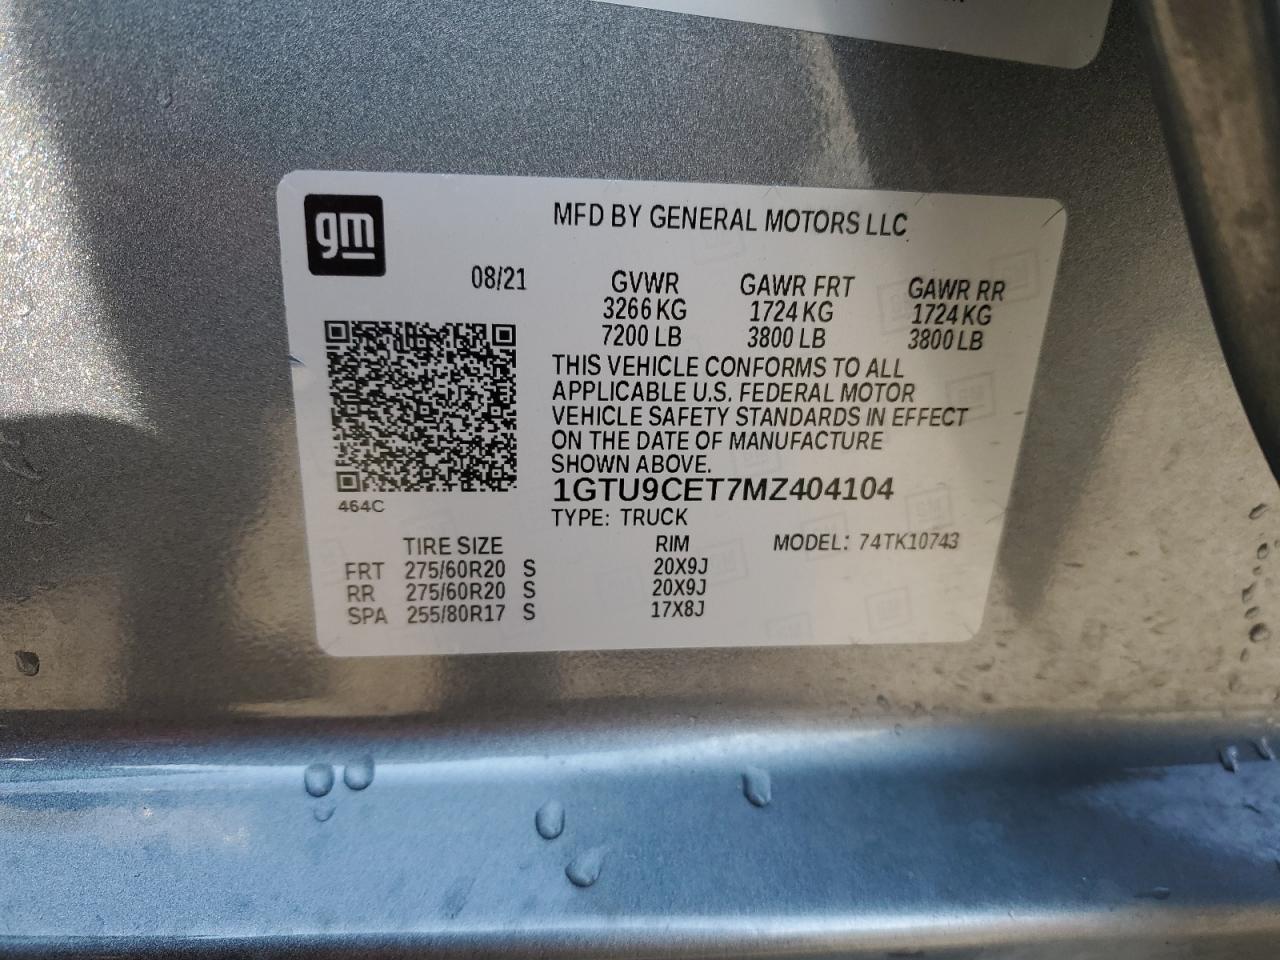 gm
MFD BY GENERAL MOTORS LLC
08/21 GVWR GAWR FRT GAWR RR
3266 KG 1724 KG 1724 KG
7200 LB 3800 LB 3800 LB
THIS VEHICLE CONFORMS TO ALL
APPLICABLE U.S. FEDERAL MOTOR
VEHICLE SAFETY STANDARDS IN EFFECT
ON THE DATE OF MANUFACTURE
SHOWN ABOVE.
1GTU9CET7MZ404104
464C
TYPE: TRUCK
TIRE SIZE RIM MODEL: 74TK10743
FRT 275/60R20 S 20X9J
RR 275/60R20 S 20X9J
SPA 255/80R17 S 17X8J